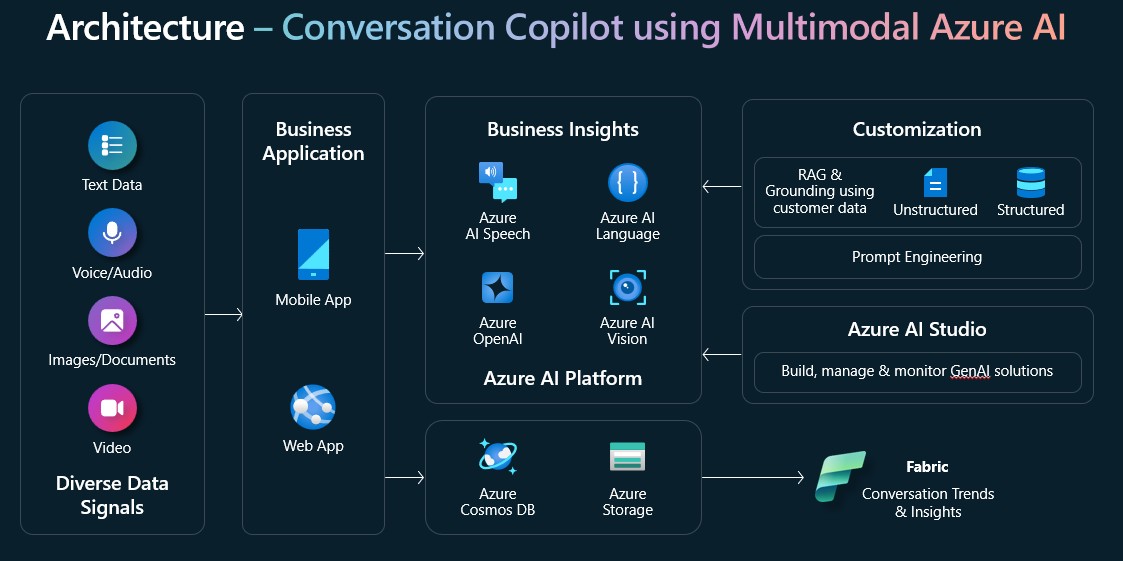 Architecture – Conversation Copilot using Multimodal Azure AI
Text Data
Voice/Audio
Images/Documents
Video
Diverse Data
Signals
Business
Application
Mobile App
Web App
Business Insights
Azure
AI Speech
Azure AI
Language
Azure
OpenAI
Azure AI
Vision
Azure AI Platform
Azure
Cosmos DB
Azure
Storage
Customization
RAG &
Grounding using
customer data
Unstructured
Structured
Prompt Engineering
Azure AI Studio
Build, manage & monitor GenAI solutions
Fabric
Conversation Trends
& Insights